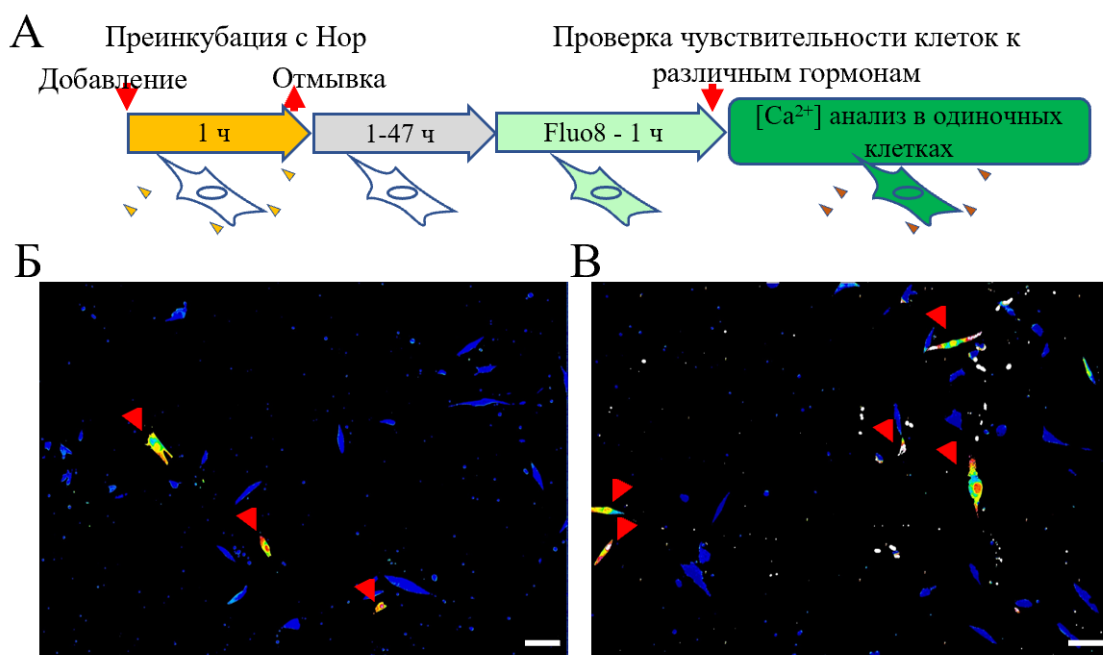 А
Преинкубация с Нор
Добавление
Отмывка
Проверка чувствительности клеток к
различным гормонам
1 ч
1-47 ч
Fluo8 - 1 ч
[Ca²⁺] анализ в одиночных
клетках
Б
В